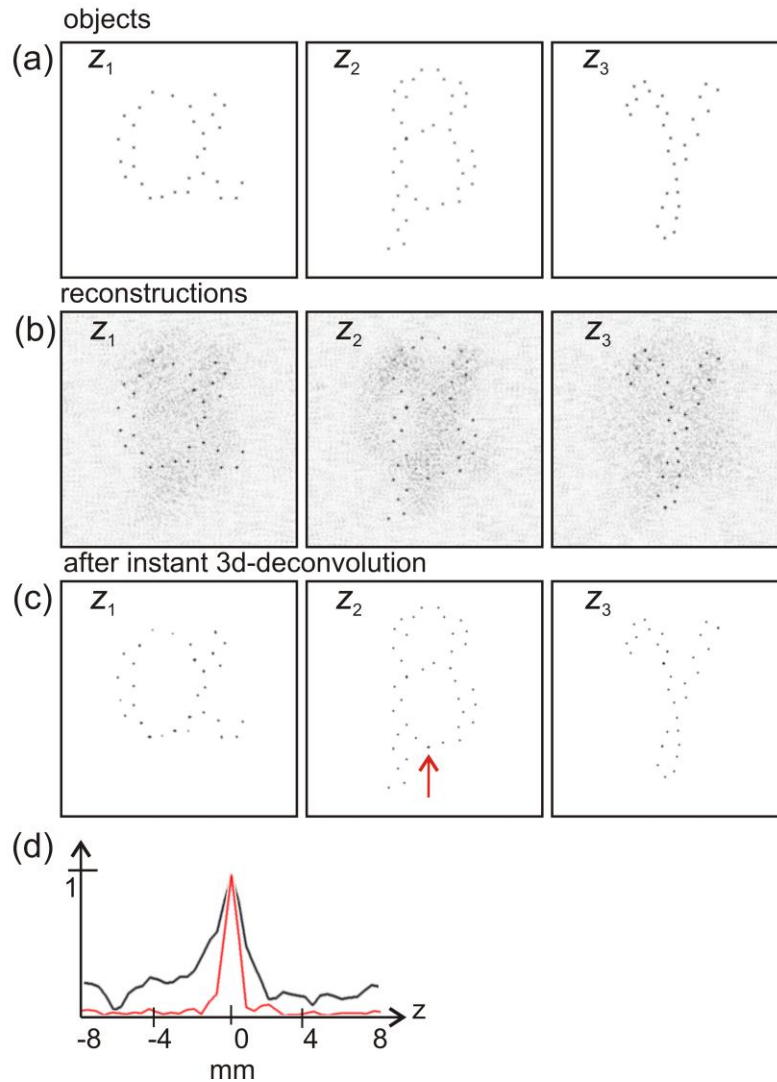 objects
(a) z₁ z₂ z₃
reconstructions
(b) z₁ z₂ z₃
after instant 3d-deconvolution
(c) z₁ z₂ z₃
(d)
1
z
-8 -4 0 4 8
mm